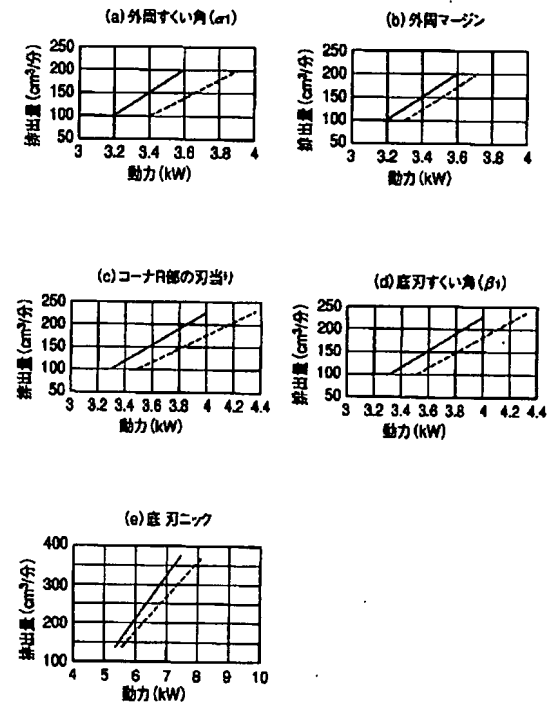 (a)外周すくい角(α1)
排出量(cm³/分)
250
200
150
100
50
3 3.2 3.4 3.6 3.8 4
動力(kW)
(b)外周マージン
排出量(cm³/分)
250
200
150
100
50
3 3.2 3.4 3.6 3.8 4
動力(kW)
(c)コーナR部の刃当り
排出量(cm³/分)
250
200
150
100
50
3 3.2 3.4 3.6 3.8 4 4.2 4.4
動力(kW)
(d)底刃すくい角(β1)
排出量(cm³/分)
250
200
150
100
50
3 3.2 3.4 3.6 3.8 4 4.2 4.4
動力(kW)
(e)底刃ニック
排出量(cm³/分)
400
300
200
100
4 5 6 7 8 9 10
動力(kW)